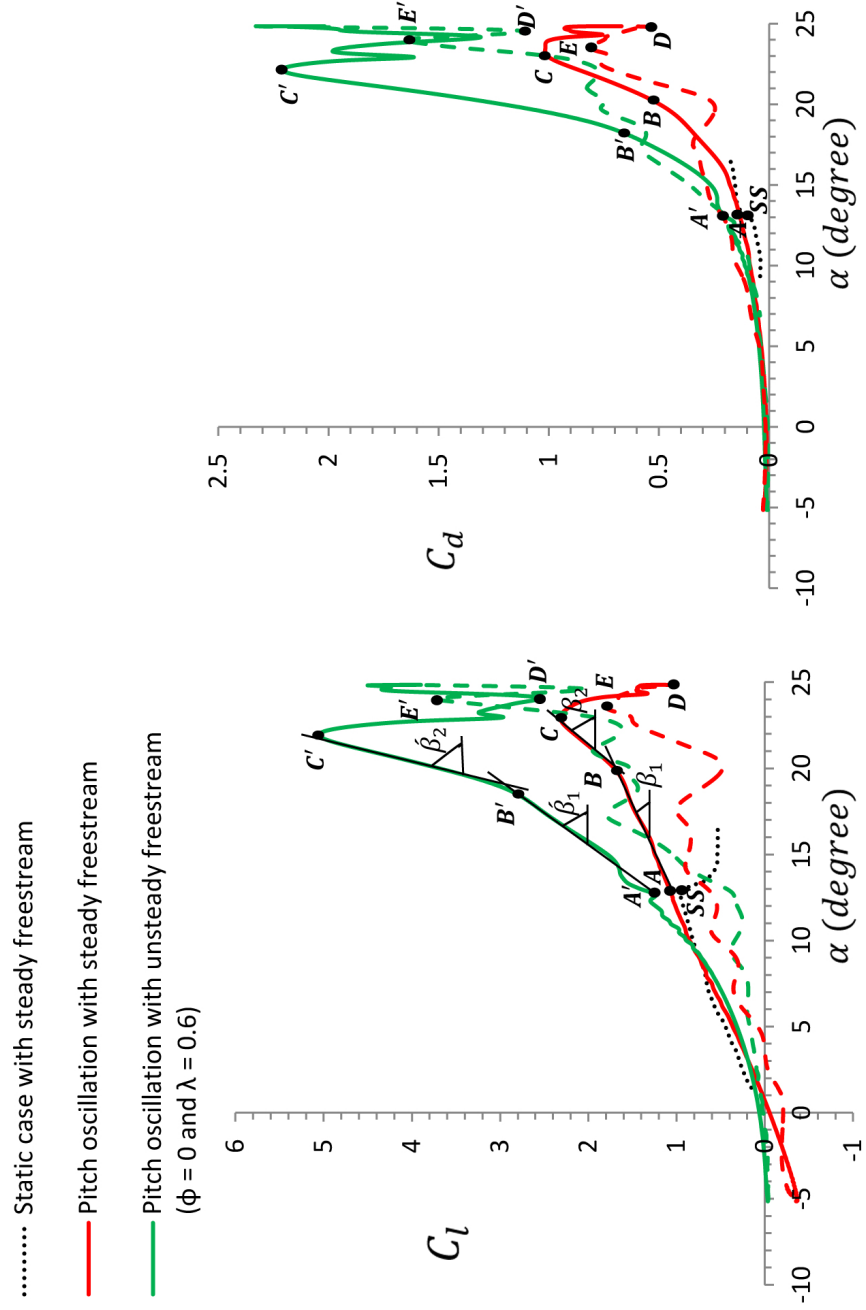 Static case with steady freestream
Pitch oscillation with steady freestream
Pitch oscillation with unsteady freestream
(ϕ = 0 and λ = 0.6)
C_l
6
5
4
3
2
1
0
-1
-10
-5
0
5
10
15
20
25
α (degree)
SS
A
B
C
D
E
A′
B′
C′
D′
E′
β₁
β₂
β́₁
β́₂
C_d
2.5
2
1.5
1
0.5
0
-10
-5
0
5
10
15
20
25
α (degree)
SS
A
B
C
D
E
A′
B′
C′
D′
E′